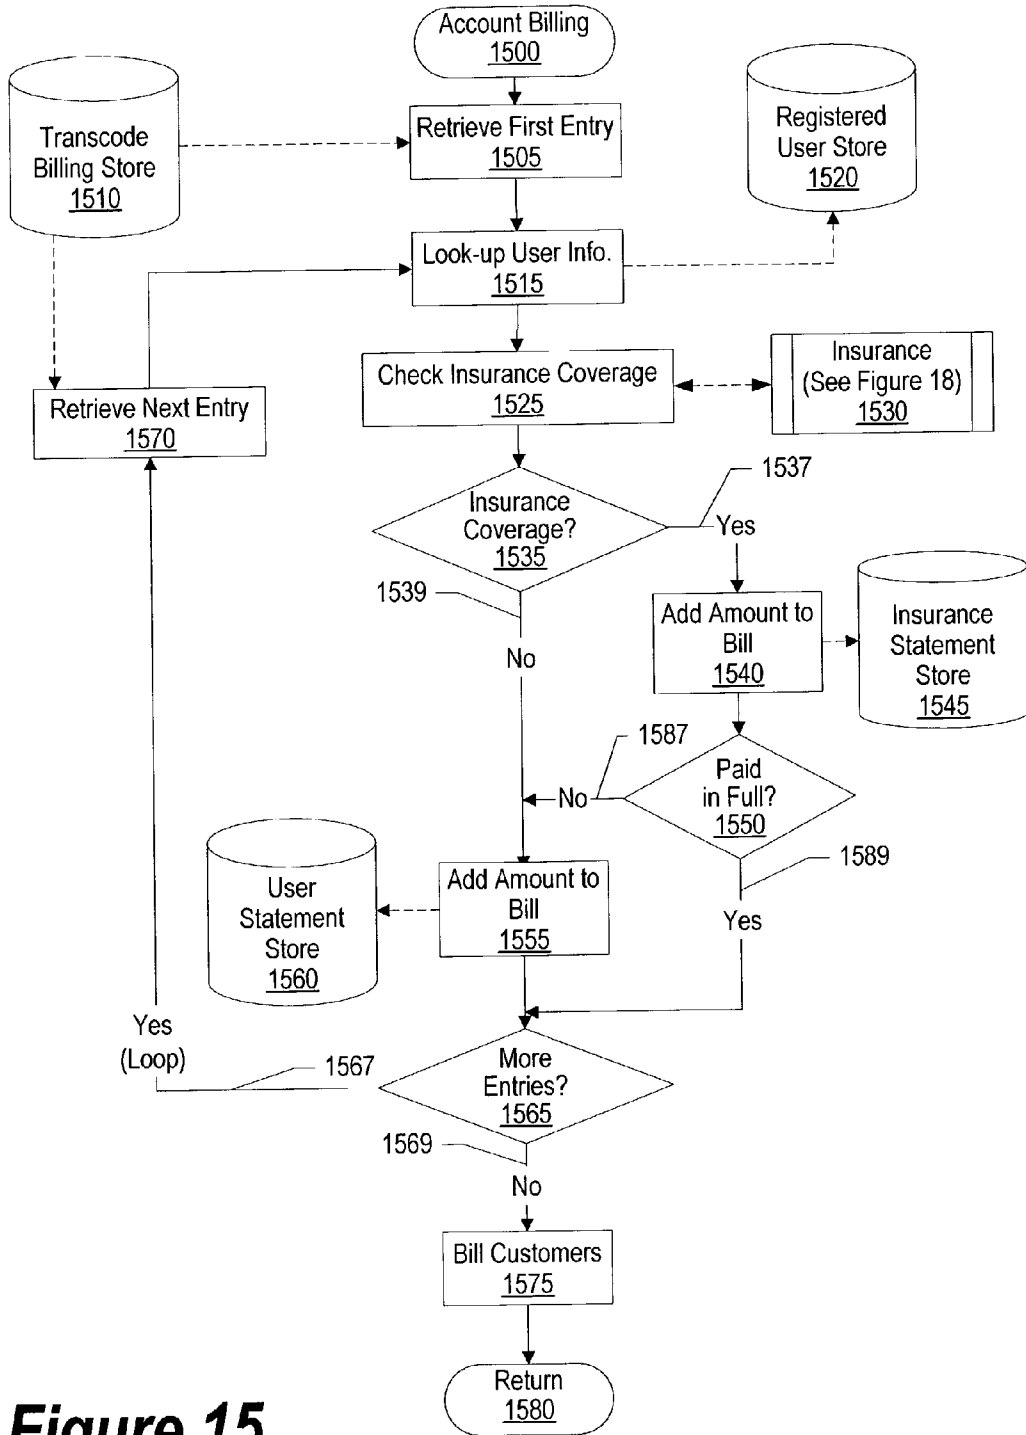 Account Billing
1500
Transcode
Billing Store
1510
Retrieve First Entry
1505
Registered
User Store
1520
Look-up User Info.
1515
Check Insurance Coverage
1525
Insurance
(See Figure 18)
1530
Retrieve Next Entry
1570
Insurance
Coverage?
1535
1537
Yes
1539
No
Add Amount to
Bill
1540
Insurance
Statement
Store
1545
1587
No
Paid
in Full?
1550
1589
Yes
User
Statement
Store
1560
Add Amount to
Bill
1555
Yes
(Loop)
1567
More
Entries?
1565
1569
No
Bill Customers
1575
Return
1580
Figure 15